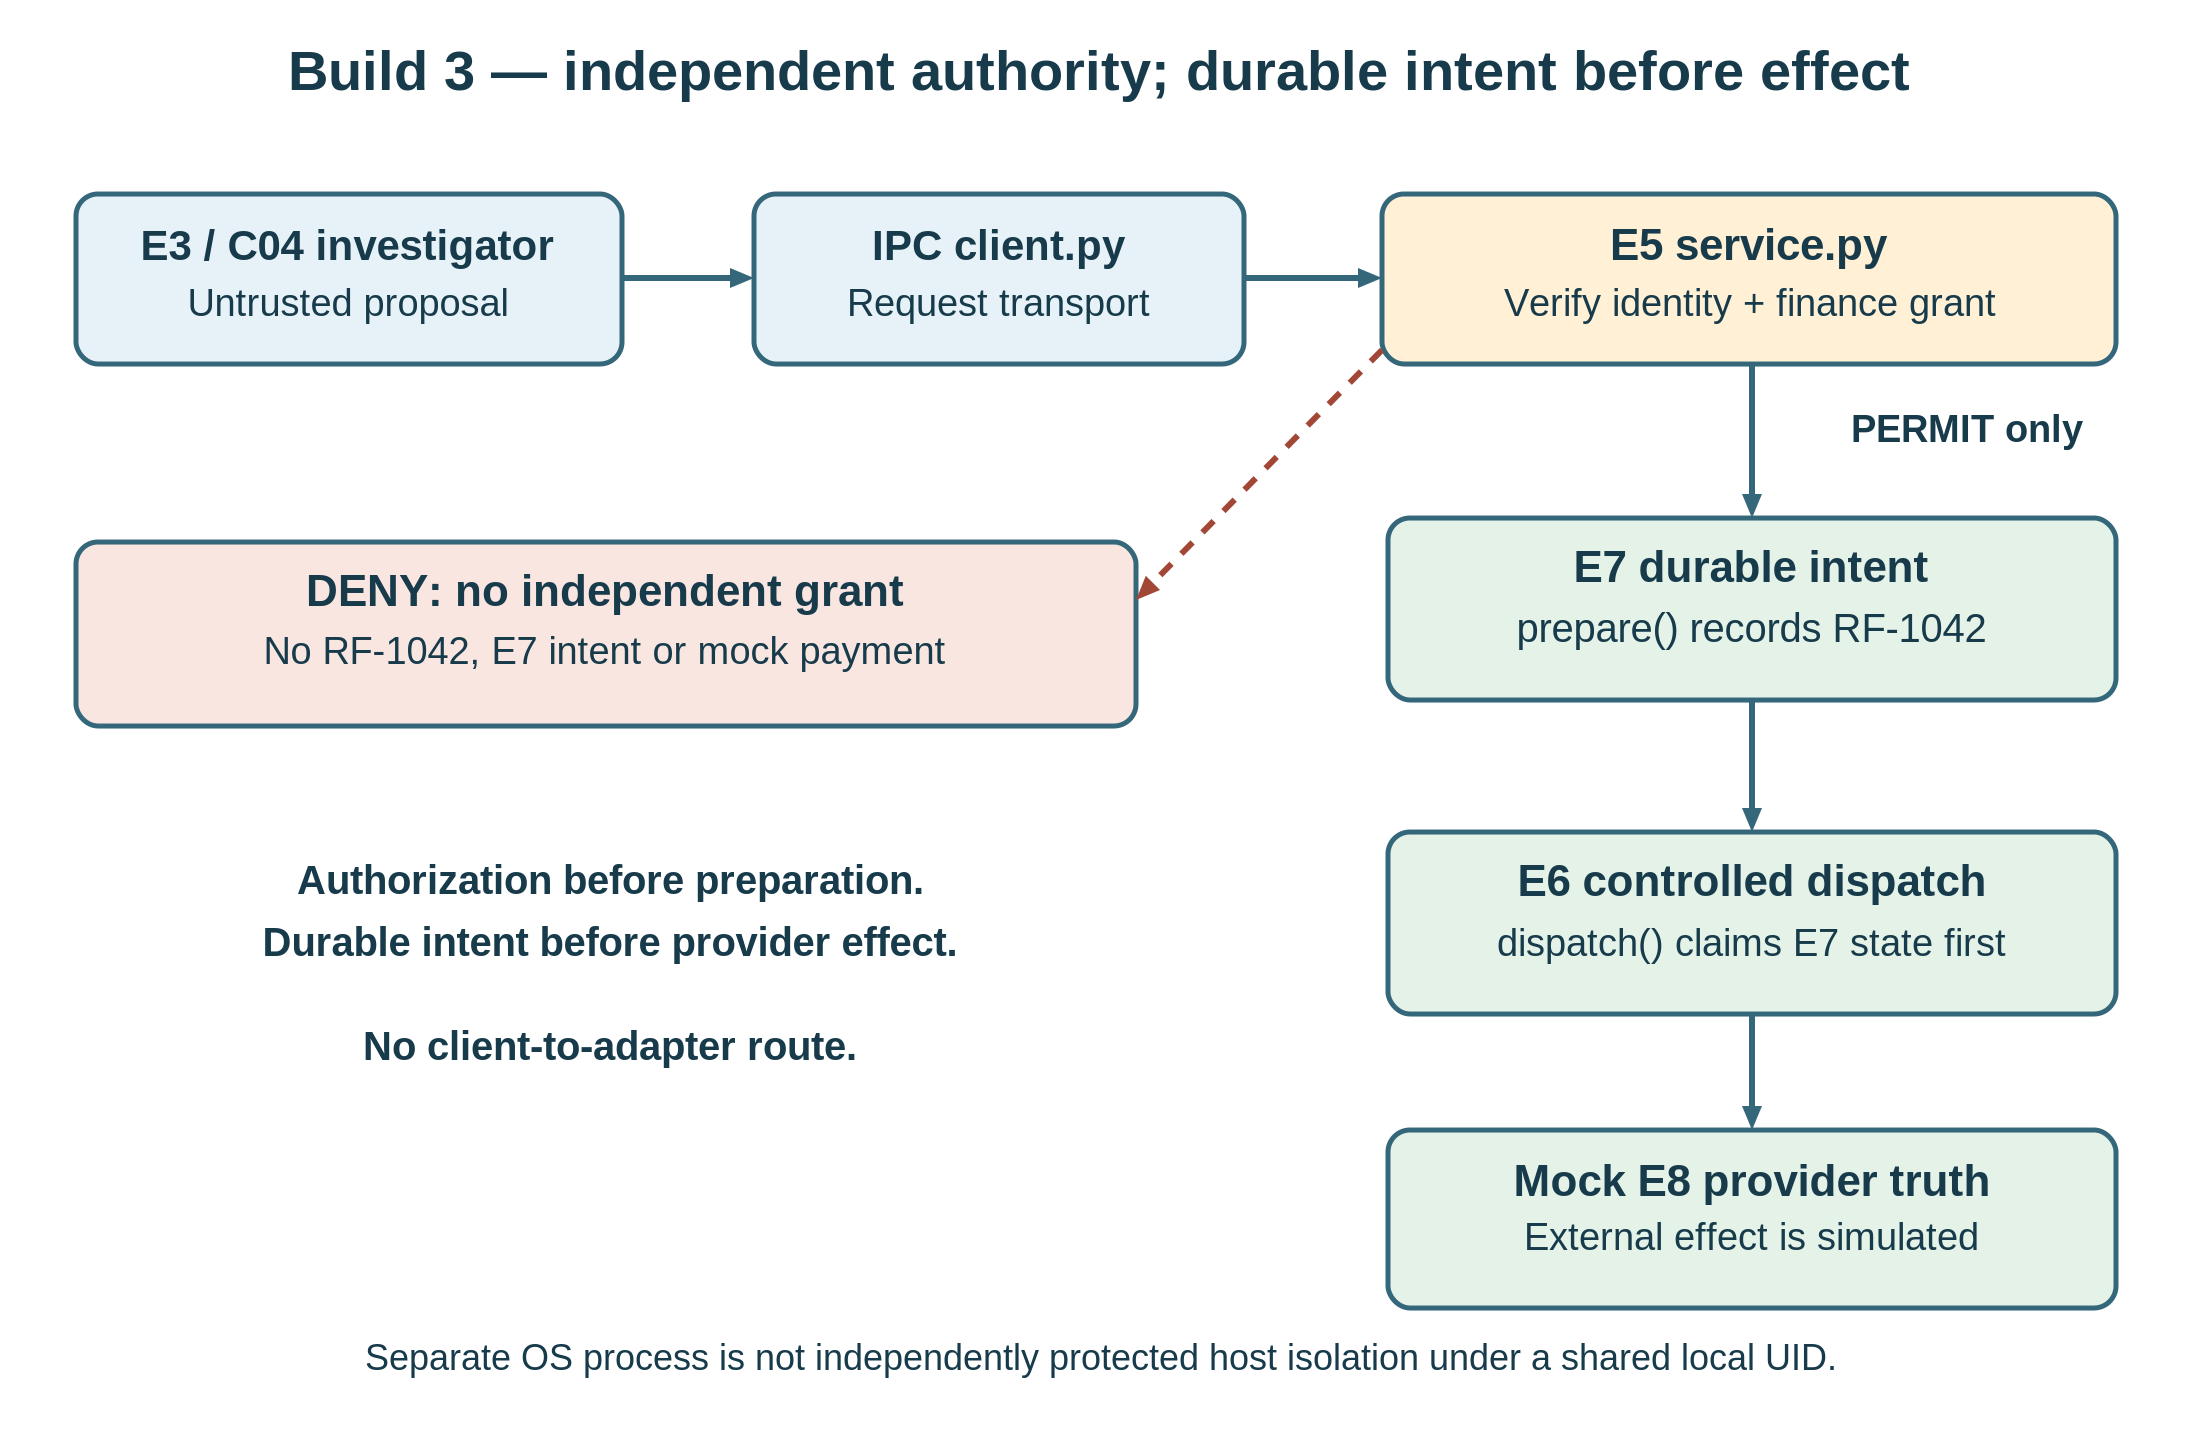 Build 3 — independent authority; durable intent before effect
E3 / C04 investigator
Untrusted proposal
IPC client.py
Request transport
E5 service.py
Verify identity + finance grant
PERMIT only
DENY: no independent grant
No RF-1042, E7 intent or mock payment
E7 durable intent
prepare() records RF-1042
Authorization before preparation.
Durable intent before provider effect.
No client-to-adapter route.
E6 controlled dispatch
dispatch() claims E7 state first
Mock E8 provider truth
External effect is simulated
Separate OS process is not independently protected host isolation under a shared local UID.